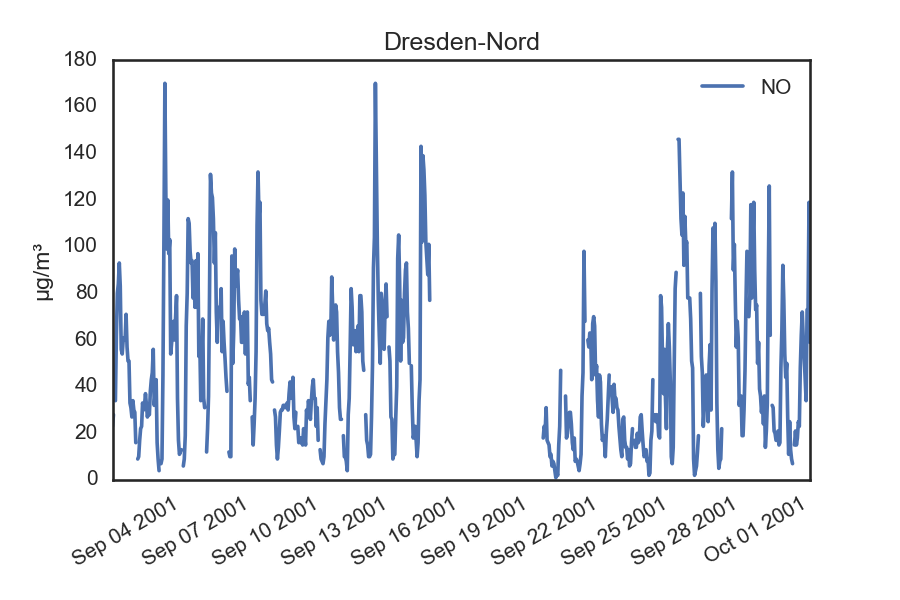 Dresden-Nord
180
160
140
120
100
80
60
40
20
0
µg/m³
NO
Sep 04 2001
Sep 07 2001
Sep 10 2001
Sep 13 2001
Sep 16 2001
Sep 19 2001
Sep 22 2001
Sep 25 2001
Sep 28 2001
Oct 01 2001